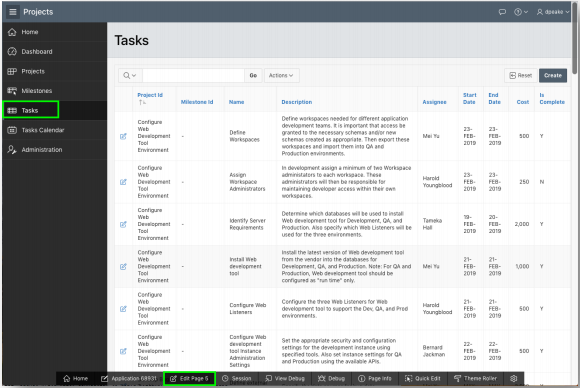 Projects
dpeake
Home
Dashboard
Projects
Milestones
Tasks
Tasks Calendar
Administration
Tasks
Go
Actions
Reset
Create
Project Id
Milestone Id
Name
Description
Assignee
Start Date
End Date
Cost
Is Complete
Configure Web Development Tool Environment
-
Define Workspaces
Define workspaces needed for different application
development teams. It is important that access be
granted to the necessary schemas and/or new
schemas created as appropriate. Then export these
workspaces and import them into QA and
Production environments.
Mei Yu
23-FEB-2019
23-FEB-2019
500
Y
Configure Web Development Tool Environment
-
Assign Workspace Administrators
In development assign a minimum of two Workspace
administrators to each workspace. These
administrators will then be responsible for
maintaining developer access within their own
workspaces.
Harold Youngblood
23-FEB-2019
23-FEB-2019
250
N
Configure Web Development Tool Environment
-
Identify Server Requirements
Determine which databases will be used to install
Web development tool for Development, QA, and
Production. Also specify which Web Listeners will be
used for the three environments.
Tameka Hall
19-FEB-2019
20-FEB-2019
2,000
Y
Configure Web Development Tool Environment
-
Install Web development tool
Install the latest version of Web development tool
from the vendor into the databases for
Development, QA, and Production. Note: For QA and
Production, Web development tool should be
configured as "run time" only.
Mei Yu
21-FEB-2019
21-FEB-2019
1,000
Y
Configure Web Development Tool Environment
-
Configure Web Listeners
Configure the three Web Listeners for Web
development tool to support the Dev, QA, and Prod
environments.
Harold Youngblood
21-FEB-2019
21-FEB-2019
500
Y
Configure Web Development Tool Environment
-
Configure Web development tool Instance Administration Settings
Set the appropriate security and configuration
settings for the development instance using
specified tools. Also set instance settings for QA
and Production using the available APIs.
Bernard Jackman
22-FEB-2019
22-FEB-2019
500
Y
Home
Application 68831
Edit Page 5
Session
View Debug
Debug
Page Info
Quick Edit
Theme Roller